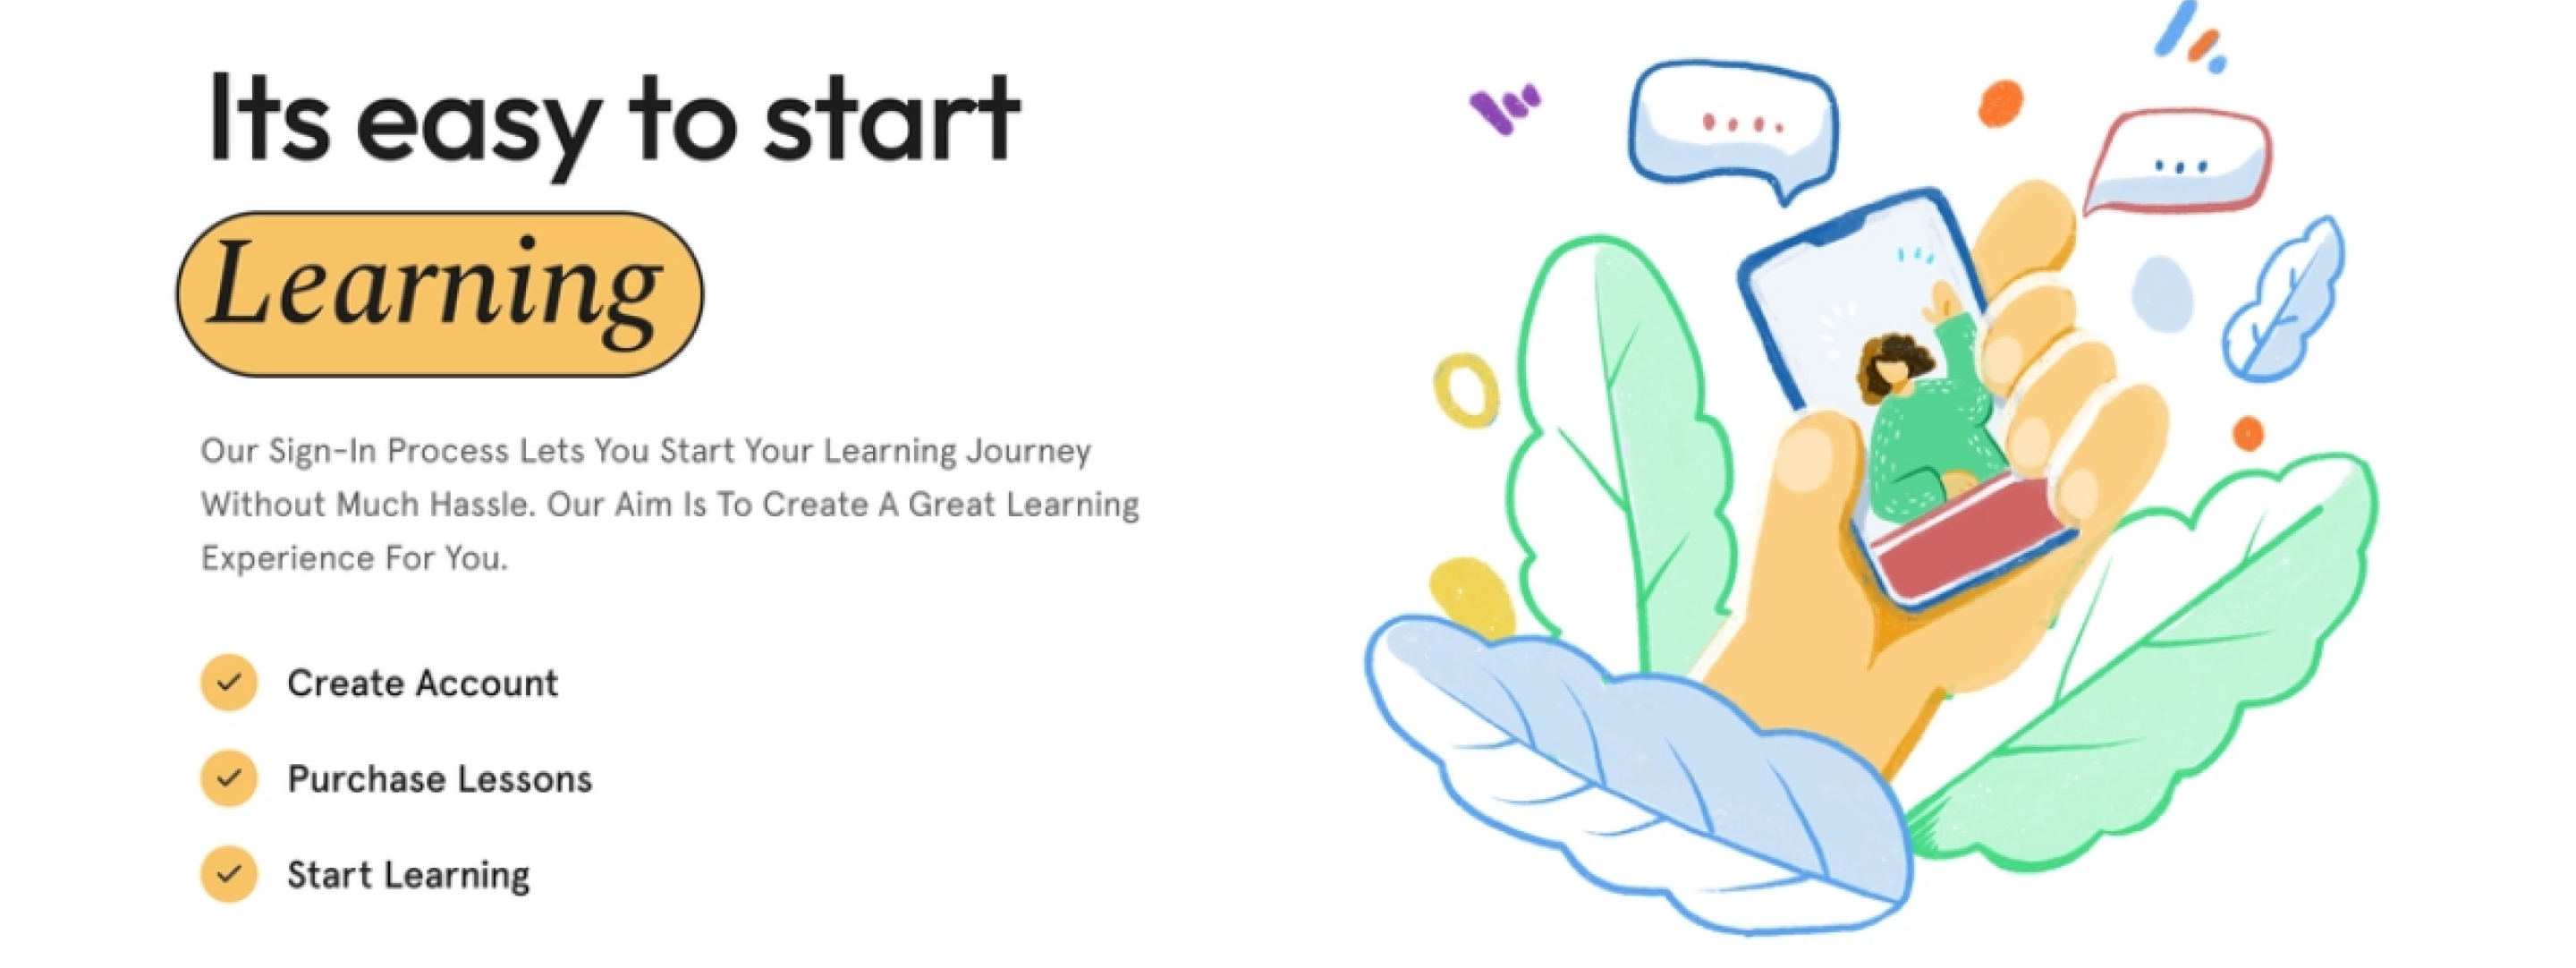 Its easy to start
Learning
Our Sign-In Process Lets You Start Your Learning Journey
Without Much Hassle. Our Aim Is To Create A Great Learning
Experience For You.
Create Account
Purchase Lessons
Start Learning